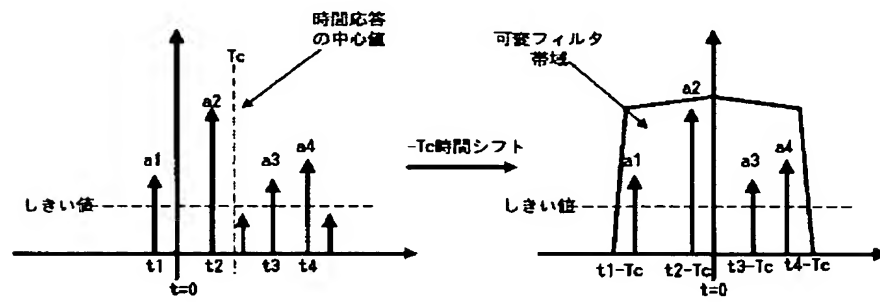 時間応答
の中心値
Tc
a2
a1
a3
a4
しきい値
t1
t2
t3
t4
t=0
-Tc時間シフト
可変フィルタ
帯域
a2
a1
a3
a4
しきい値
t1-Tc
t2-Tc
t3-Tc
t4-Tc
t=0